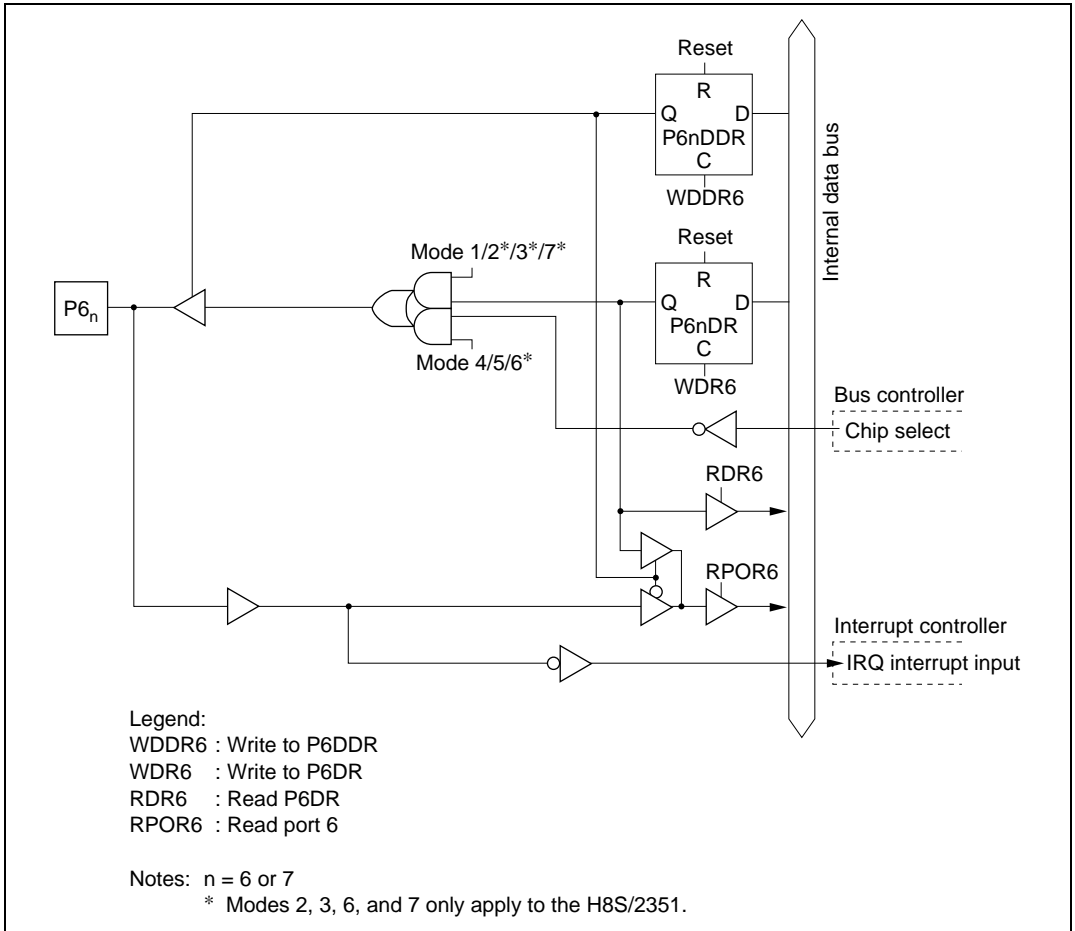 Reset
R
Q D
P6nDDR
C
WDDR6
Internal data bus
Reset
R
Q D
P6nDR
C
WDR6
Mode 1/2*/3*/7*
P6n
Mode 4/5/6*
Bus controller
Chip select
RDR6
RPOR6
Interrupt controller
IRQ interrupt input
Legend:
WDDR6 : Write to P6DDR
WDR6 : Write to P6DR
RDR6 : Read P6DR
RPOR6 : Read port 6
Notes: n = 6 or 7
* Modes 2, 3, 6, and 7 only apply to the H8S/2351.